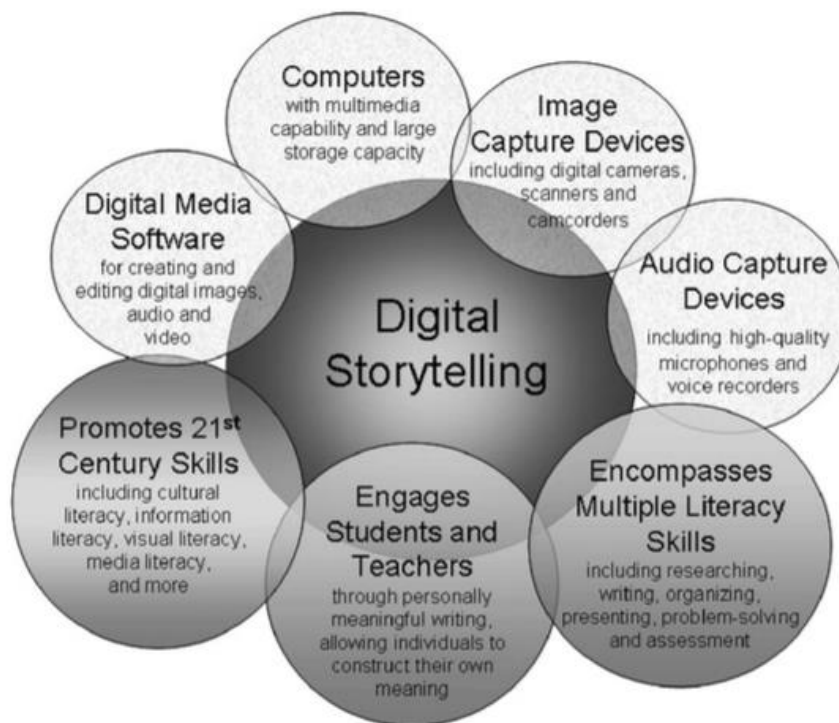 Computers
with multimedia
capability and large
storage capacity
Image
Capture Devices
including digital cameras,
scanners and
camcorders
Digital Media
Software
for creating and
editing digital images,
audio and
video
Audio Capture
Devices
including high-quality
microphones and
voice recorders
Digital
Storytelling
Promotes 21st
Century Skills
including cultural
literacy, information
literacy, visual literacy,
media literacy,
and more
Engages
Students and
Teachers
through personally
meaningful writing,
allowing individuals to
construct their own
meaning
Encompasses
Multiple Literacy
Skills
including researching,
writing, organizing,
presenting, problem-solving
and assessment